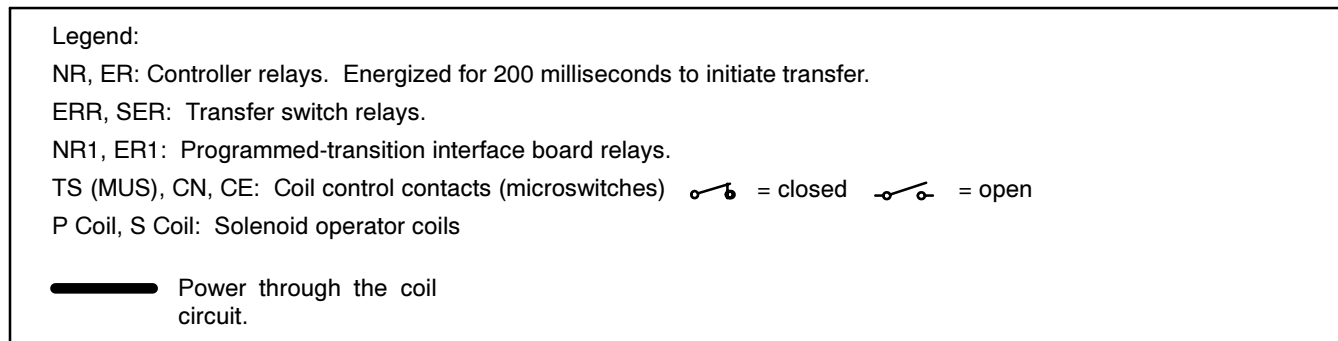 Legend:
NR, ER: Controller relays. Energized for 200 milliseconds to initiate transfer.
ERR, SER: Transfer switch relays.
NR1, ER1: Programmed-transition interface board relays.
TS (MUS), CN, CE: Coil control contacts (microswitches) = closed = open
P Coil, S Coil: Solenoid operator coils
Power through the coil
circuit.